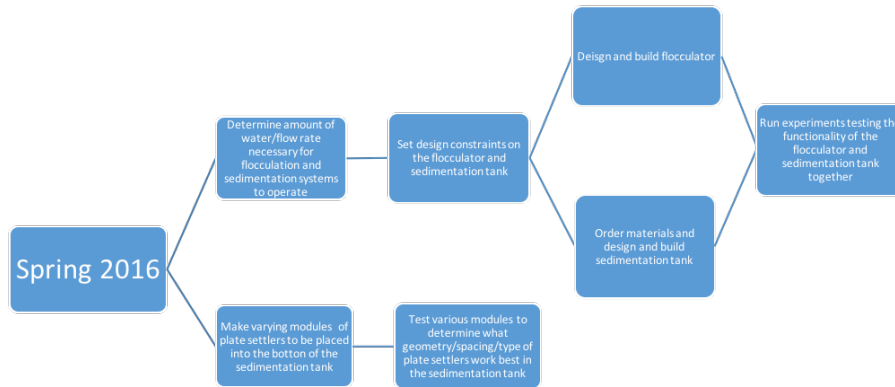 Spring 2016
Determine amount of
water/flow rate
necessary for
flocculation and
sedimentation systems
to operate
Set design constraints on
the flocculator and
sedimentation tank
Deisgn and build flocculator
Order materials and
design and build
sedimentation tank
Run experiments testing the
functionality of the
flocculator and
sedimentation tank
together
Make varying modules of
plate settlers to be placed
into the botton of the
sedimentation tank
Test various modules to
determine what
geometry/spacing/type of
plate settlers work best in
the sedimentation tank